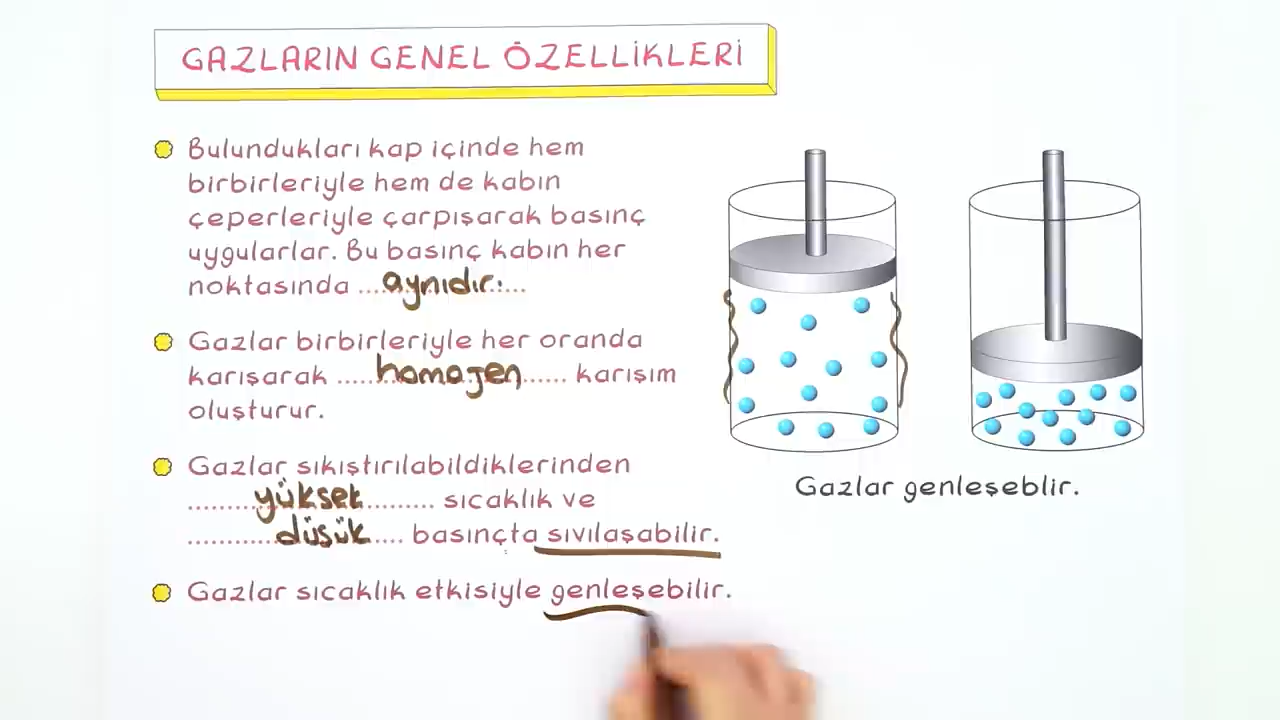 GAZLARIN GENEL ÖZELLİKLERİ
Bulundukları kap içinde hem
birbirleriyle hem de kabın
çeperleriyle çarpışarak basınç
uygularlar. Bu basınç kabın her
noktasında aynıdır.
Gazlar birbirleriyle her oranda
karışarak homojen karışım
oluşturur.
Gazlar sıkıştırılabildiklerinden
yüksek sıcaklık ve
düşük basınçta sıvılaşabilir.
Gazlar sıcaklık etkisiyle genleşebilir.
Gazlar genleşeblir.